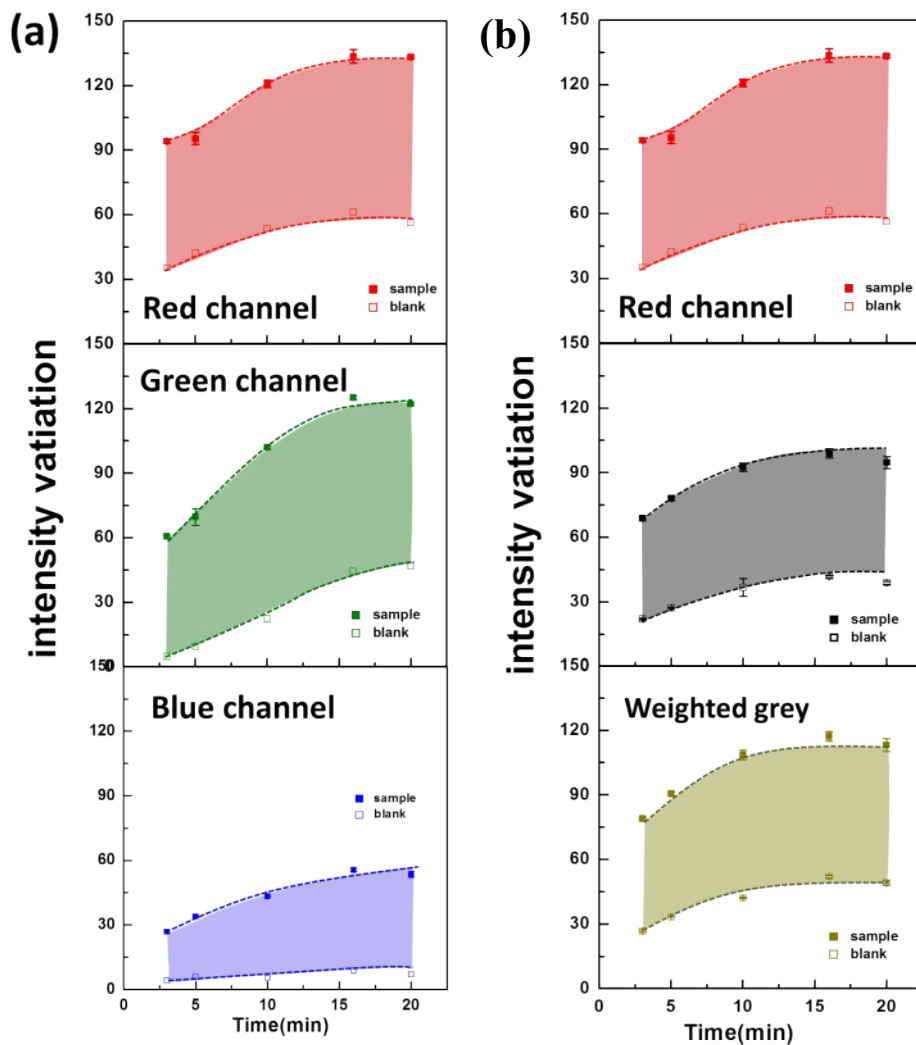 (a)
150
120
90
60
30
sample
blank
Red channel
150
Green channel
120
90
60
30
sample
blank
150
0
Blue channel
120
90
60
30
0
sample
blank
0 5 10 15 20
Time(min)
intensity vatiation
(b)
150
120
90
60
30
sample
blank
Red channel
150
120
90
60
30
sample
blank
150
Weighted grey
120
90
60
30
0
sample
blank
0 5 10 15 20
Time(min)
intensity vatiation